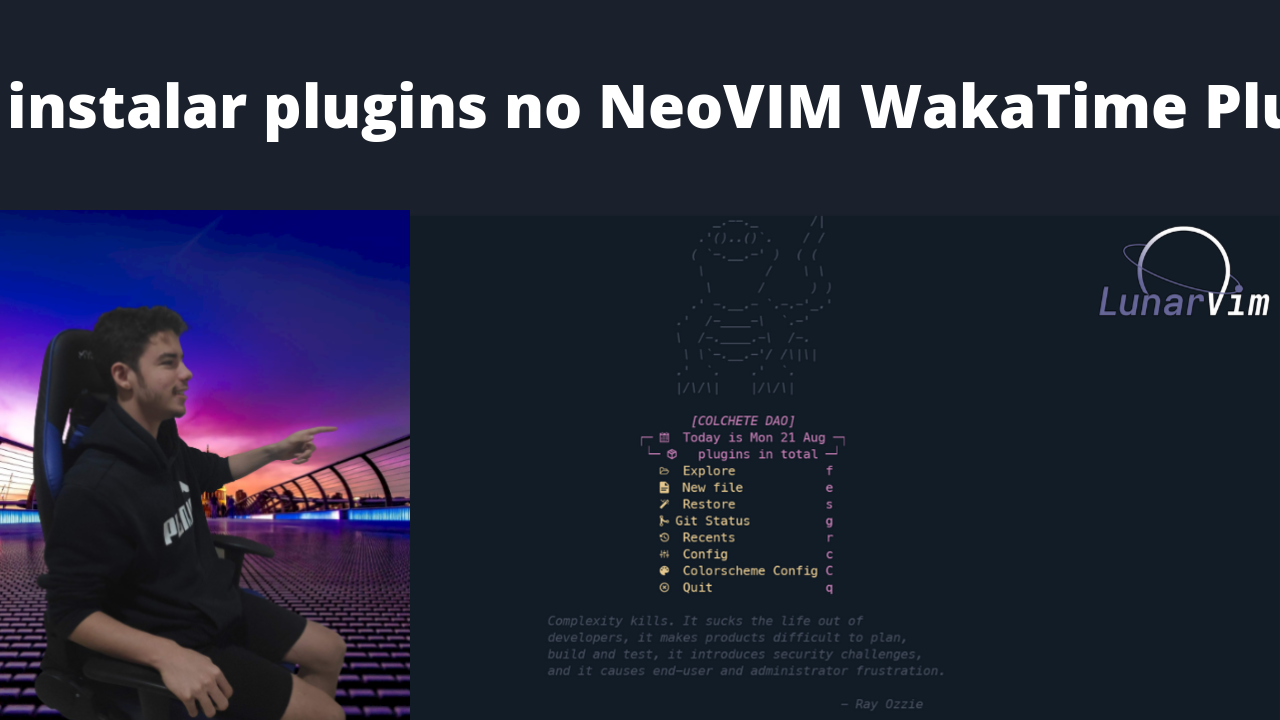 instalar plugins no NeoVIM WakaTime Plu
LunarVim
[COLCHETE DAO]
Today is Mon 21 Aug
plugins in total
Explore f
New file e
Restore s
Git Status g
Recents r
Config c
Colorscheme Config C
Quit q
Complexity kills. It sucks the life out of
developers, it makes products difficult to plan,
build and test, it introduces security challenges,
and it causes end-user and administrator frustration.
– Ray Ozzie